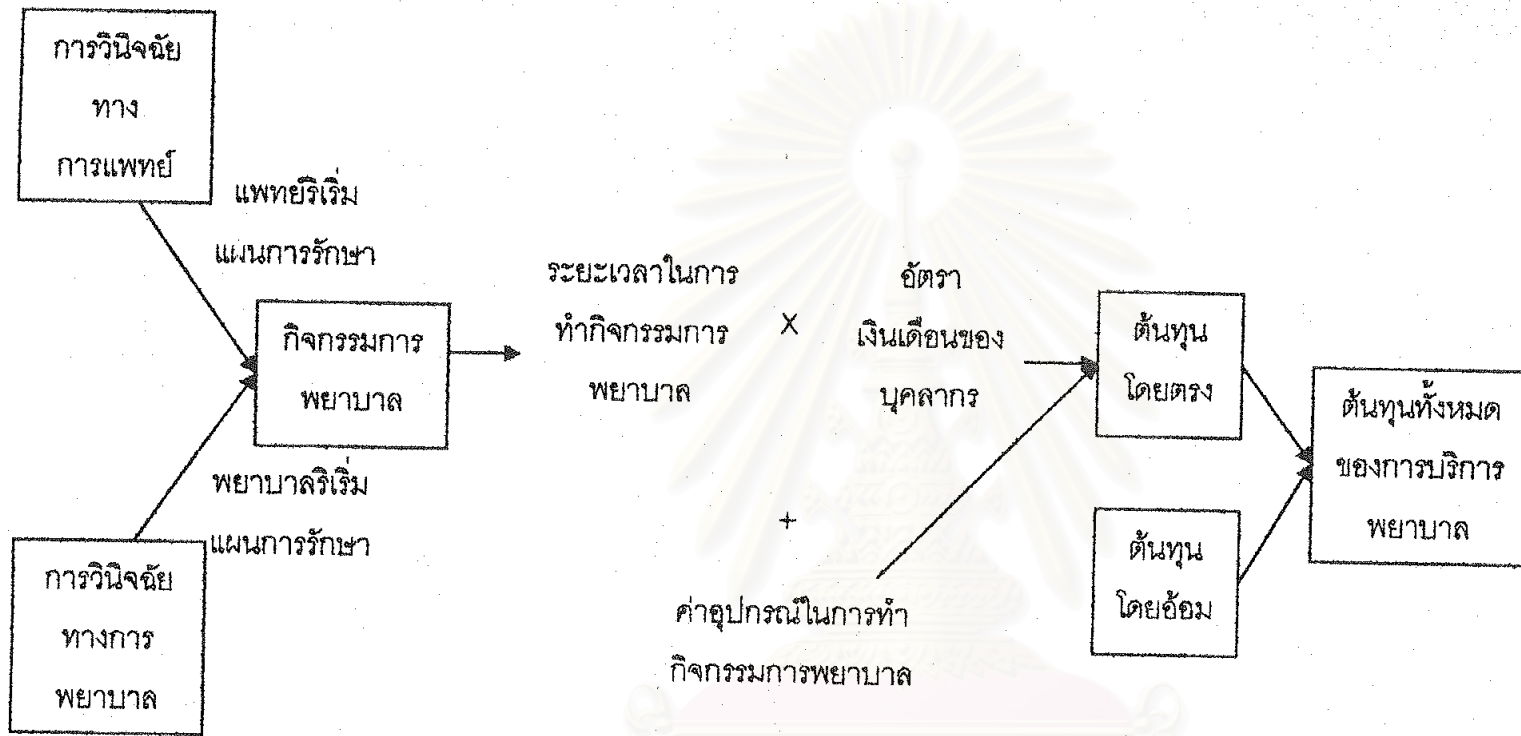 การวินิจฉัย
ทาง
การแพทย์
แพทย์ริเริ่ม
แผนการรักษา
กิจกรรมการ
พยาบาล
พยาบาลริเริ่ม
แผนการรักษา
การวินิจฉัย
ทางการ
พยาบาล
ระยะเวลาในการ
ทำกิจกรรมการ
พยาบาล
X
อัตรา
เงินเดือนของ
บุคลากร
+
ค่าอุปกรณ์ในการทำ
กิจกรรมการพยาบาล
ต้นทุน
โดยตรง
ต้นทุน
โดยอ้อม
ต้นทุนทั้งหมด
ของการบริการ
พยาบาล